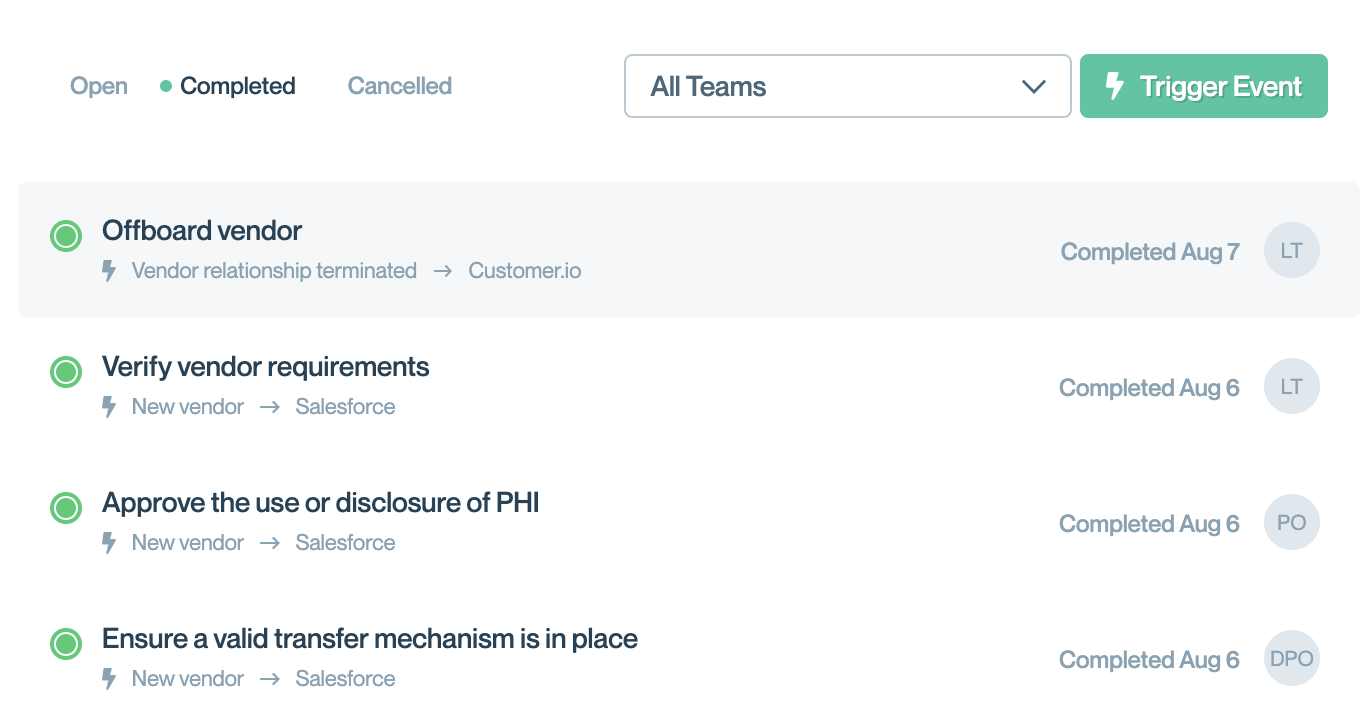 Open Completed Cancelled All Teams Trigger Event
Offboard vendor
Vendor relationship terminated → Customer.io
Completed Aug 7 LT
Verify vendor requirements
New vendor → Salesforce
Completed Aug 6 LT
Approve the use or disclosure of PHI
New vendor → Salesforce
Completed Aug 6 PO
Ensure a valid transfer mechanism is in place
New vendor → Salesforce
Completed Aug 6 DPO